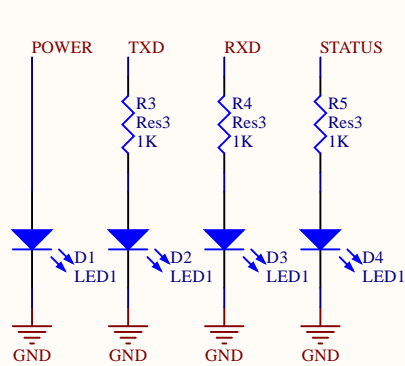 POWER TXD RXD STATUS
R3 R4 R5
Res3 Res3 Res3
1K 1K 1K
D1 D2 D3 D4
LED1 LED1 LED1 LED1
GND GND GND GND